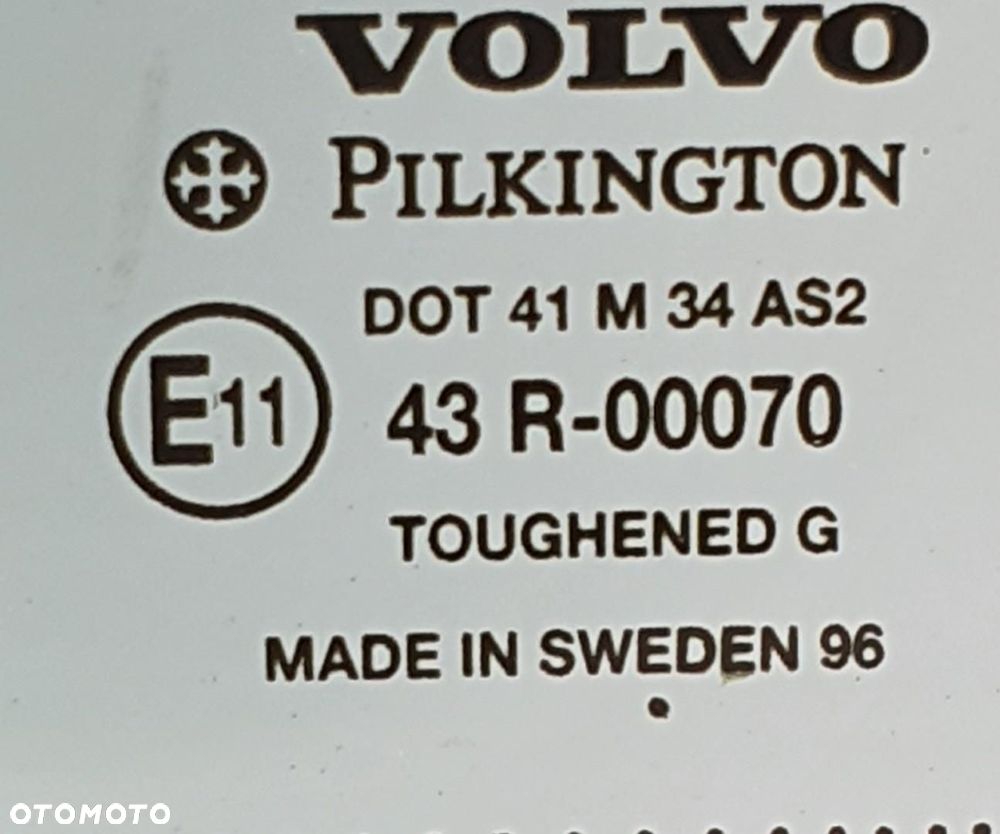 VOLVO
PILKINGTON
DOT 41 M 34 AS2
E11
43 R-00070
TOUGHENED G
MADE IN SWEDEN 96
OTOMOTO